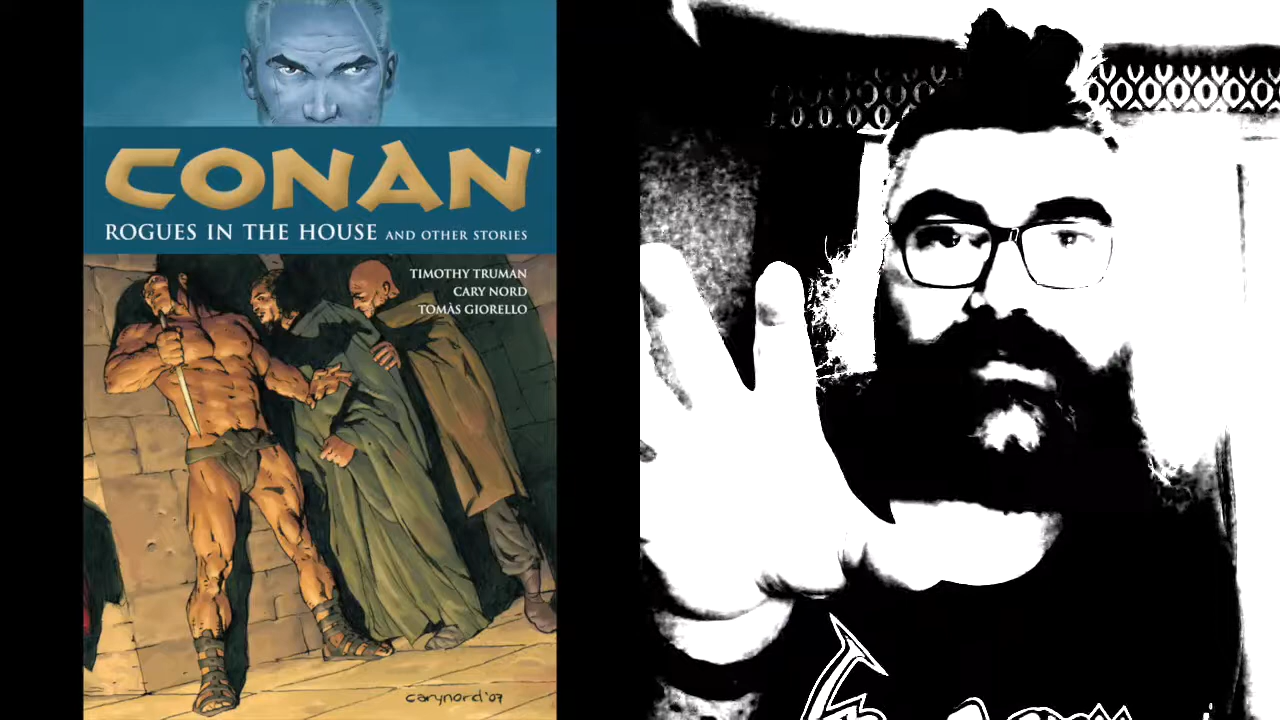 CONAN®
ROGUES IN THE HOUSE AND OTHER STORIES
TIMOTHY TRUMAN
CARY NORD
TOMÀS GIORELLO
carynord '07